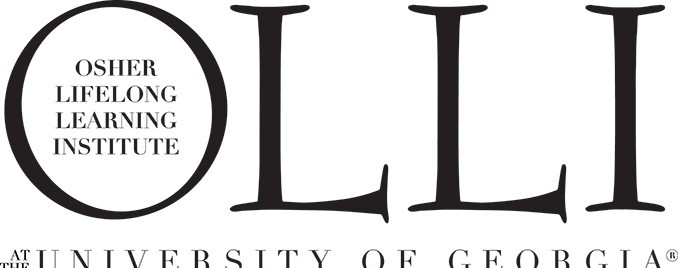 OLLI
OSHER
LIFELONG
LEARNING
INSTITUTE
AT THE UNIVERSITY OF GEORGIA®